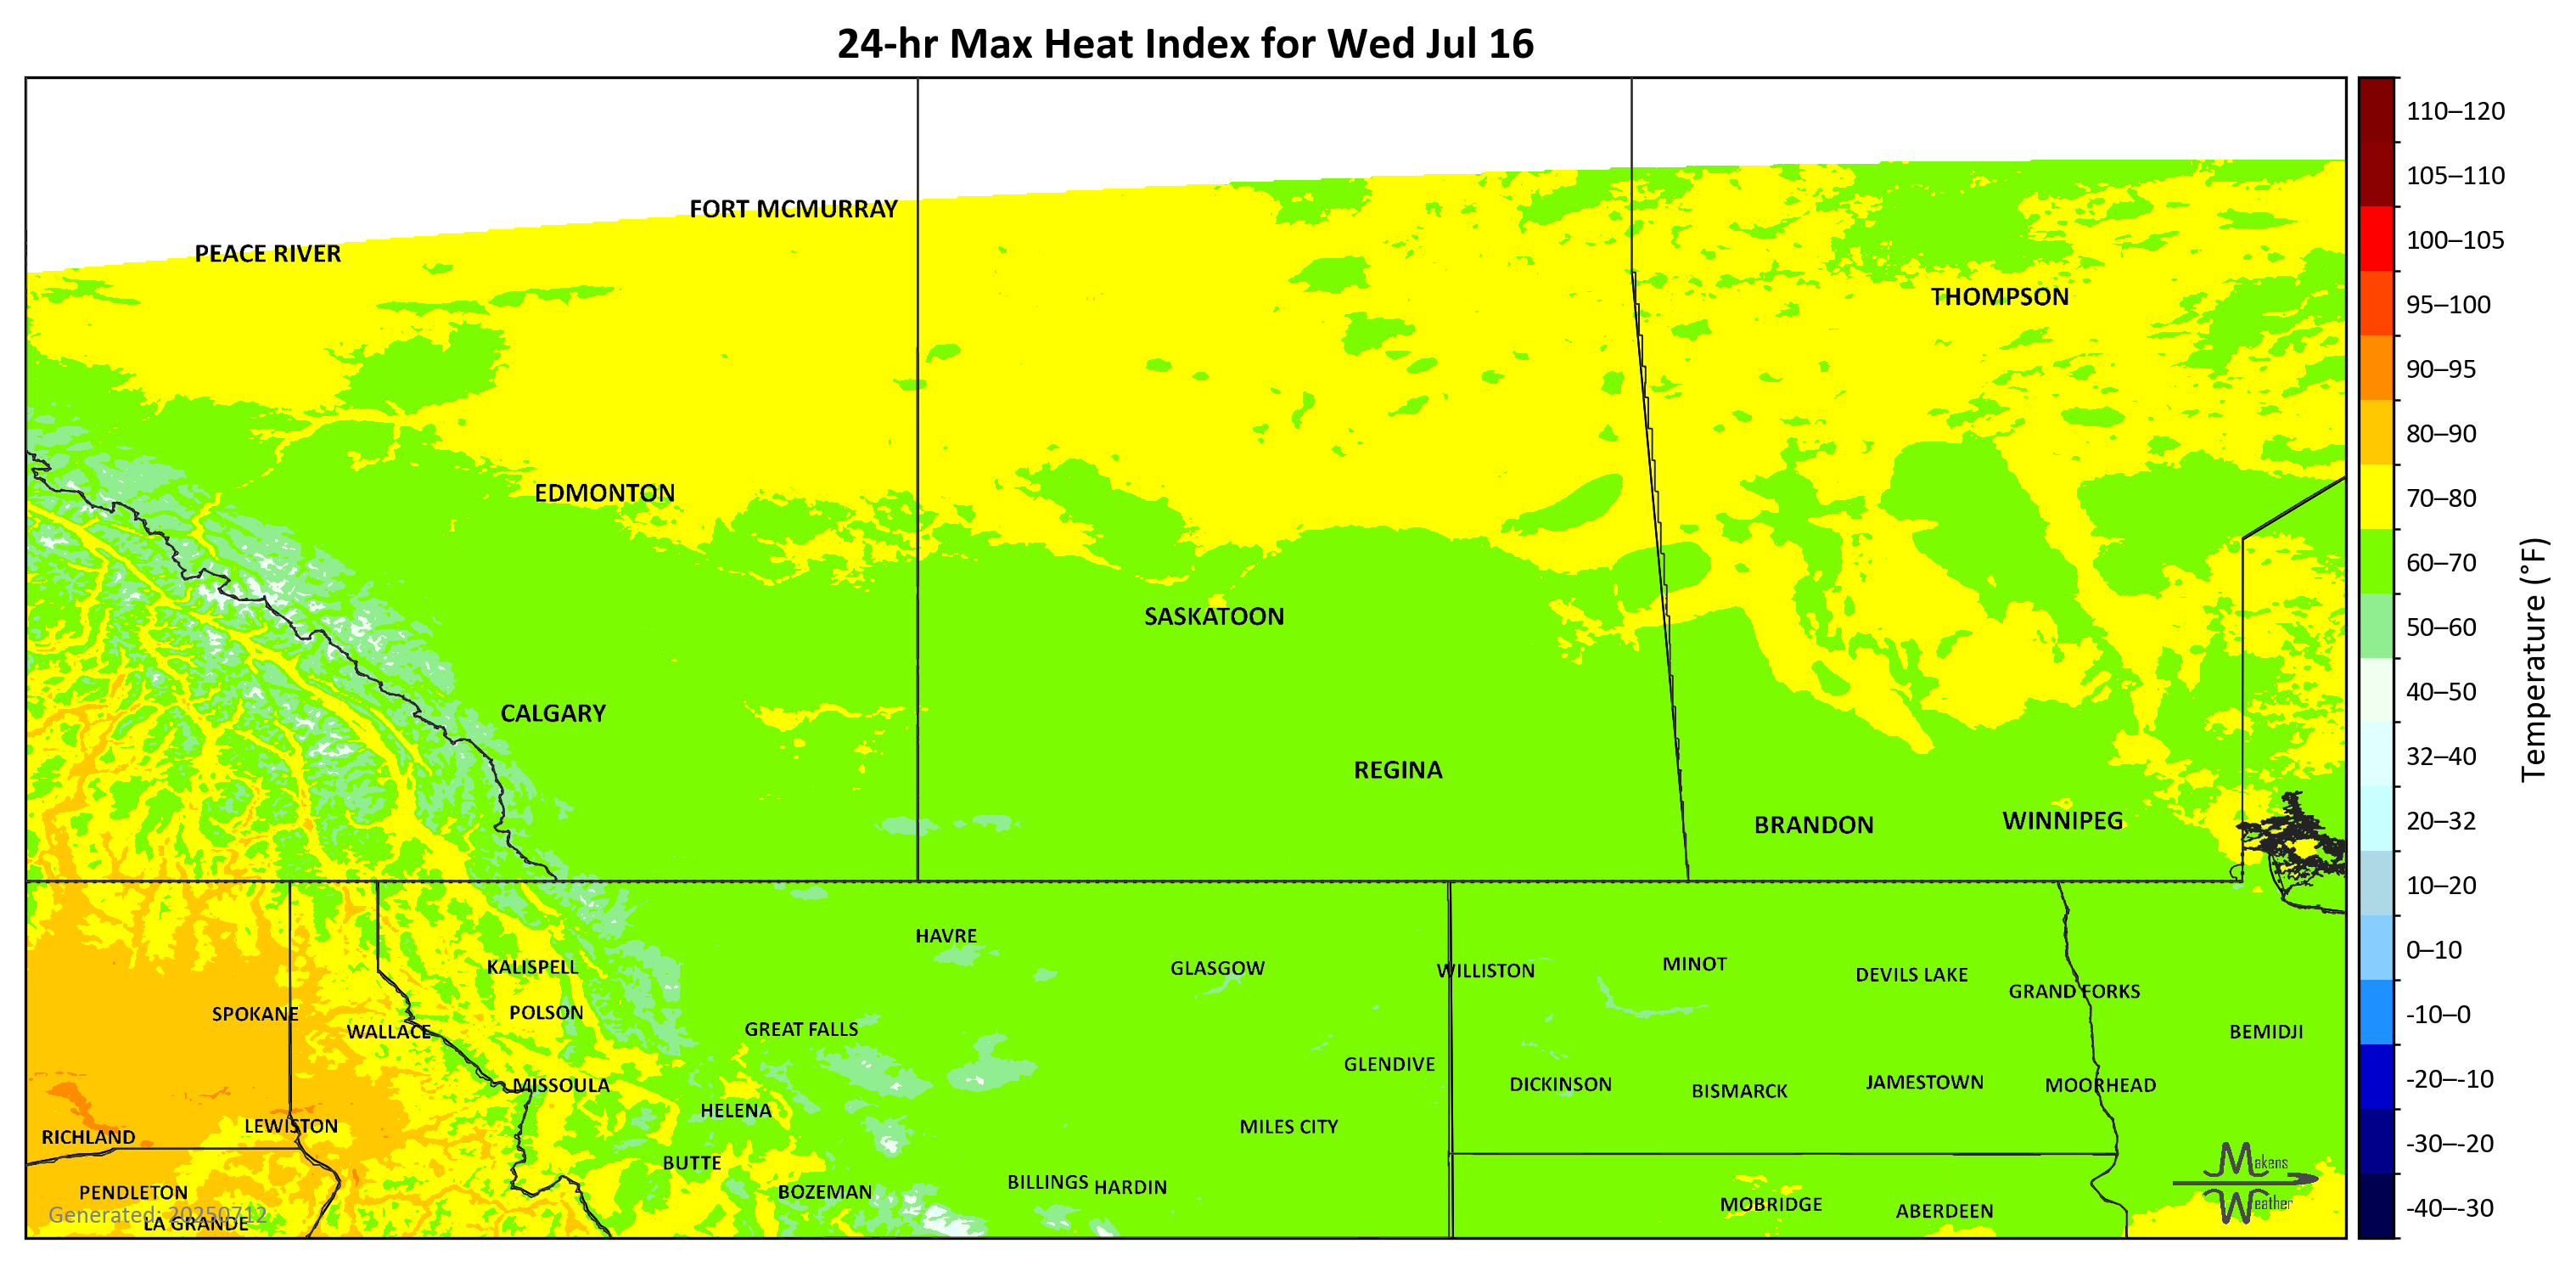 24-hr Max Heat Index for Wed Jul 16
FORT MCMURRAY
PEACE RIVER
THOMPSON
EDMONTON
SASKATOON
CALGARY
REGINA
BRANDON
WINNIPEG
HAVRE
KALISPELL
GLASGOW
WILLISTON
MINOT
DEVILS LAKE
GRAND FORKS
SPOKANE
POLSON
WALLACE
GREAT FALLS
BEMIDJI
GLENDIVE
MISSOULA
DICKINSON
BISMARCK
JAMESTOWN
MOORHEAD
HELENA
LEWISTON
MILES CITY
RICHLAND
BUTTE
BILLINGS
HARDIN
PENDLETON
BOZEMAN
MOBRIDGE
ABERDEEN
LA GRANDE
Generated: 20250712
Makens
Weather
110–120
105–110
100–105
95–100
90–95
80–90
70–80
60–70
50–60
40–50
32–40
20–32
10–20
0–10
-10–0
-20–-10
-30–-20
-40–-30
Temperature (°F)